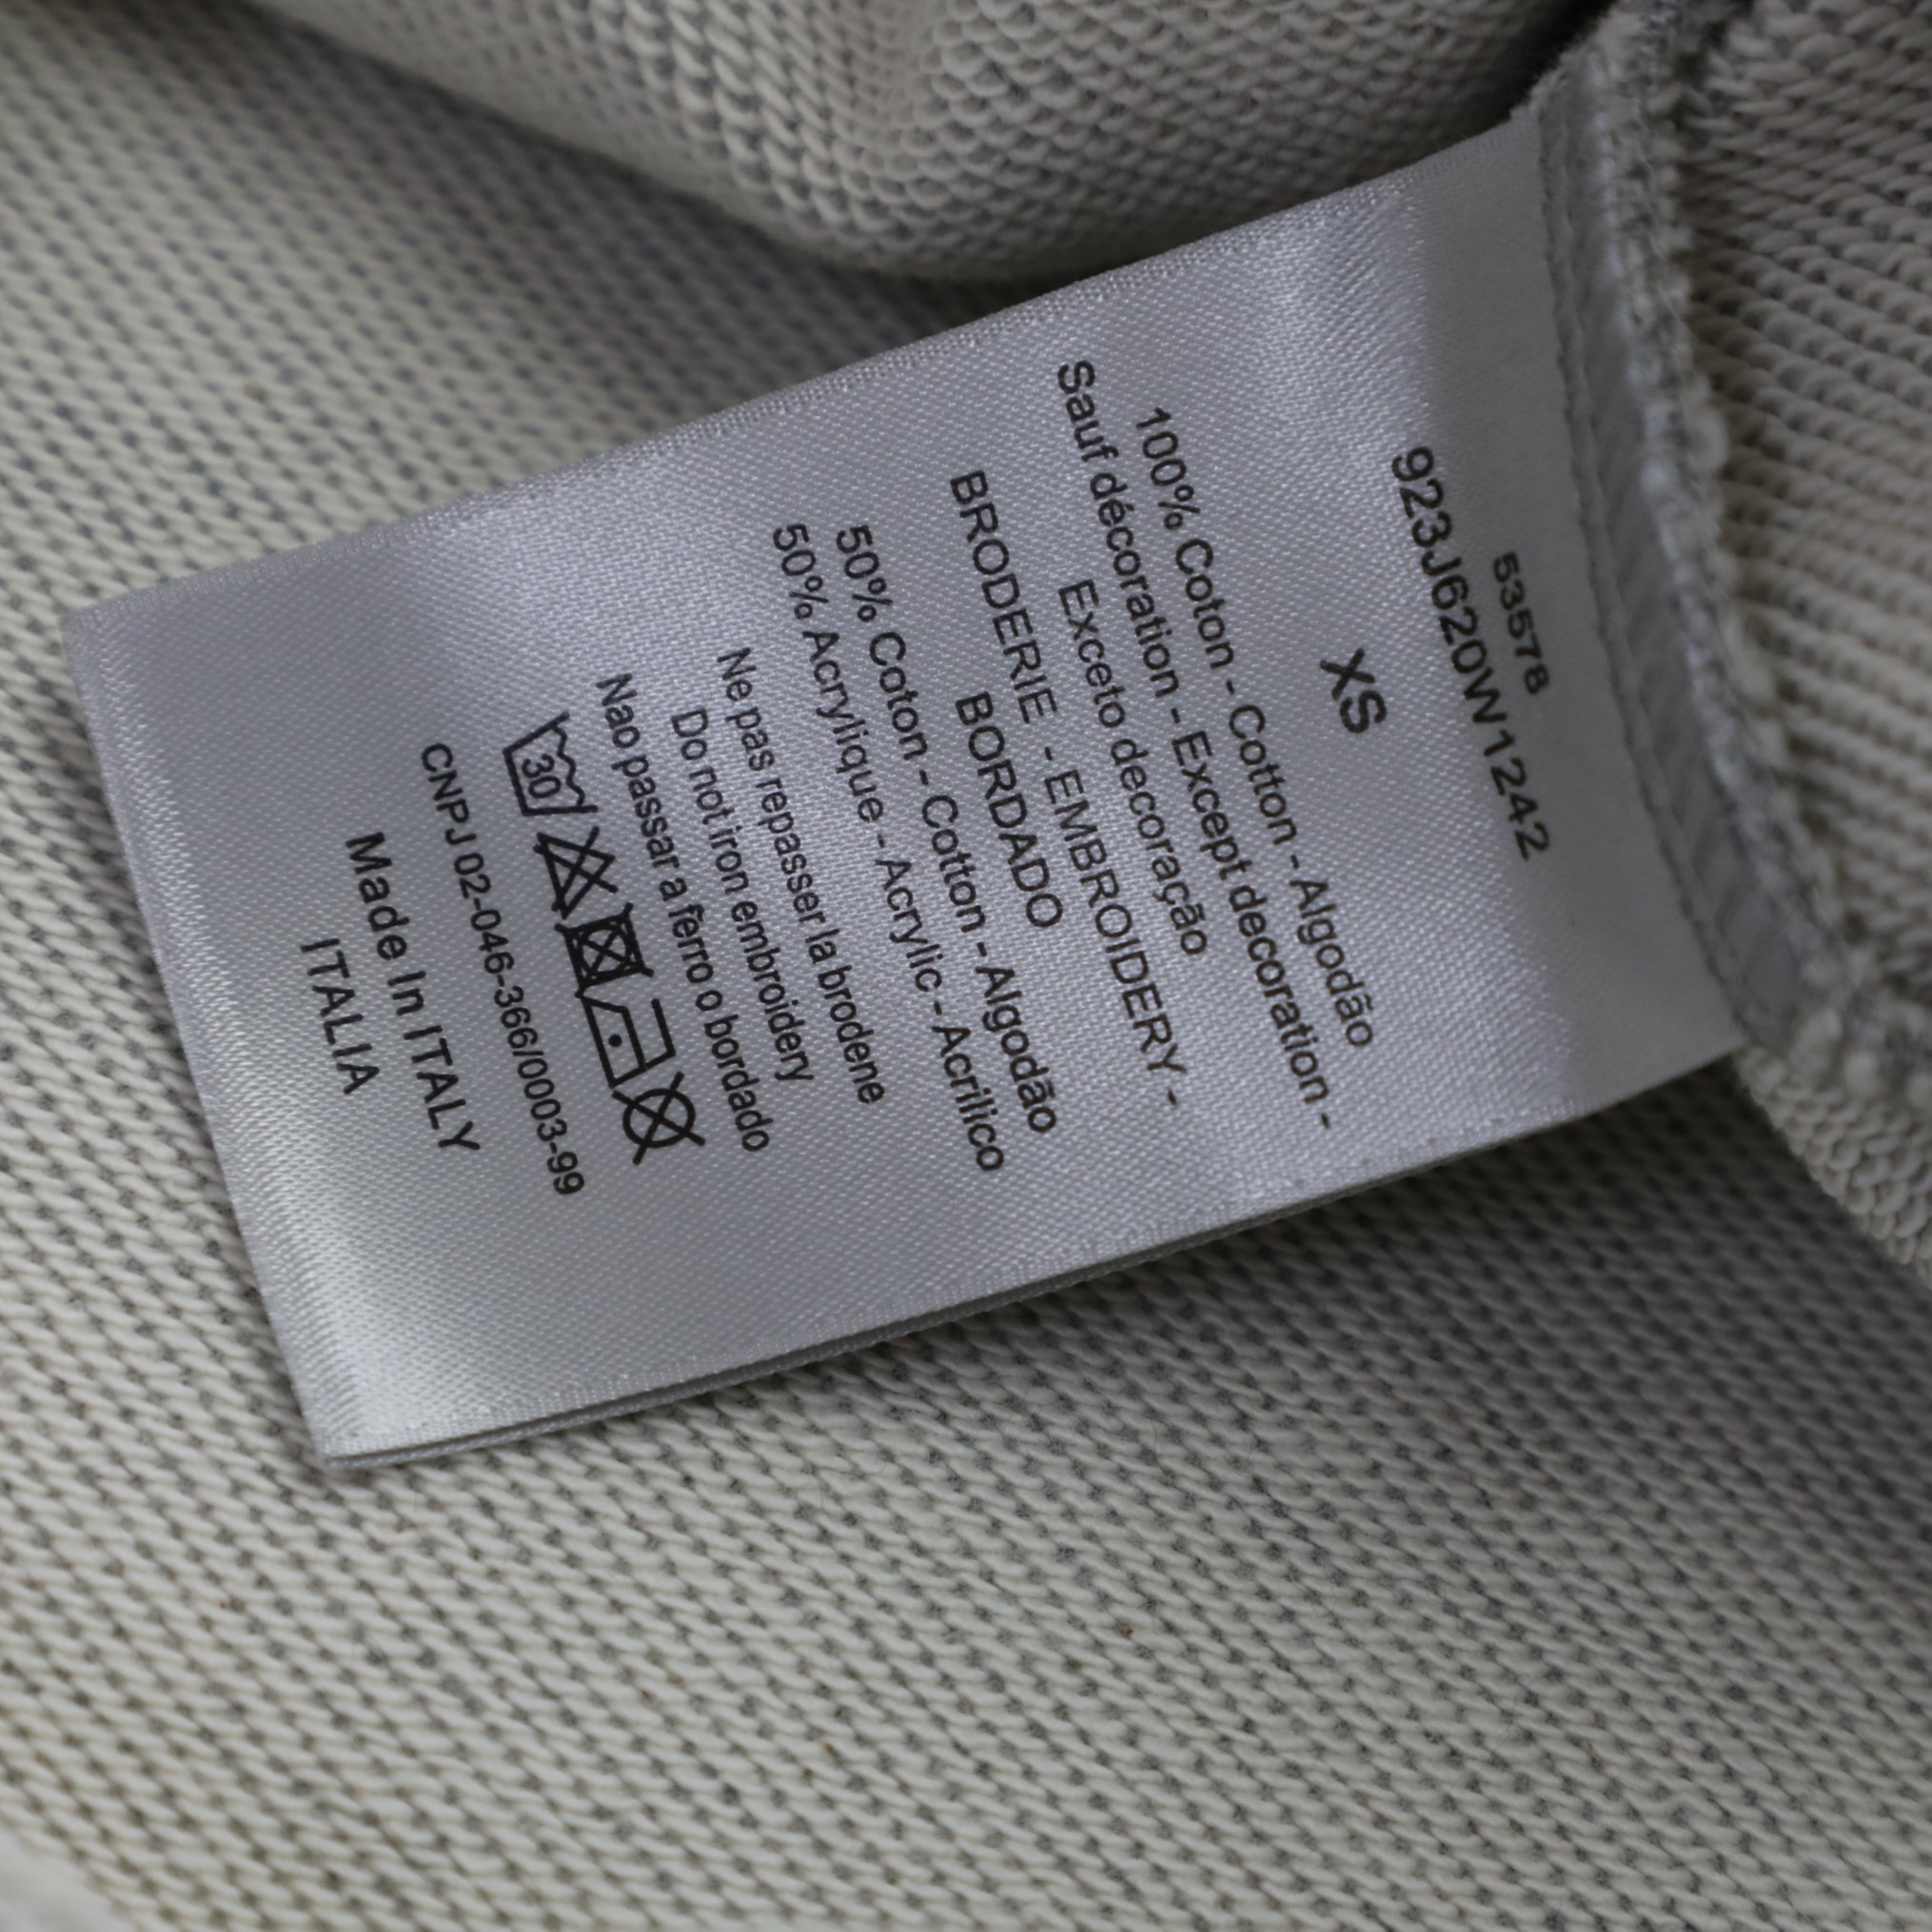 53578
923J620W1242
XS
100% Coton - Cotton - Algodão
Sauf décoration - Except decoration -
Exceto decoração
BRODERIE - EMBROIDERY -
BORDADO
50% Coton - Cotton - Algodão
50% Acrylique - Acrylic - Acrilico
Ne pas repasser la brodene
Do not iron embroidery
Nao passar a ferro o bordado
30
CNPJ 02-046-366/0003-99
Made In ITALY
ITALIA